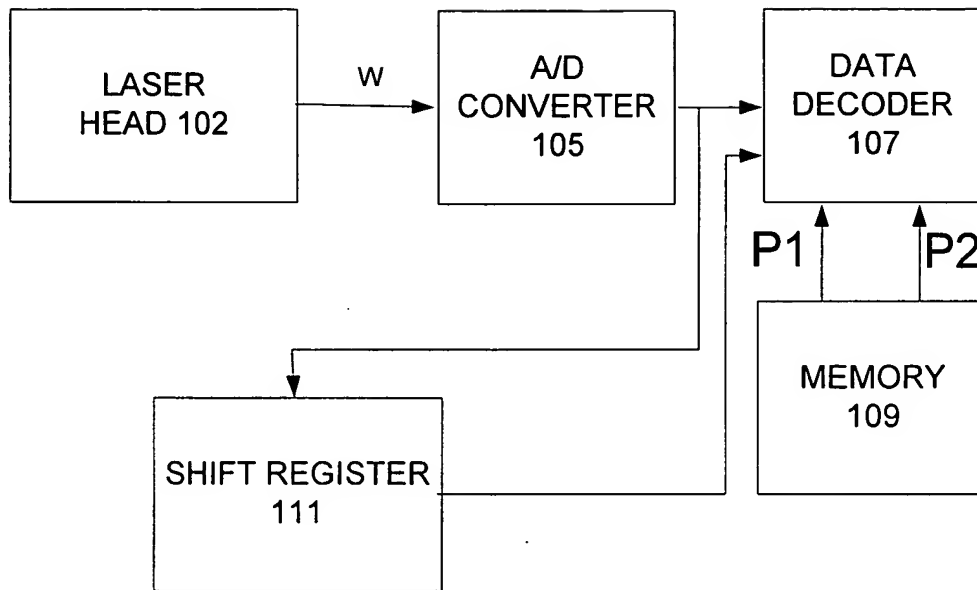 LASER
HEAD 102
W
A/D
CONVERTER
105
DATA
DECODER
107
P1
P2
MEMORY
109
SHIFT REGISTER
111